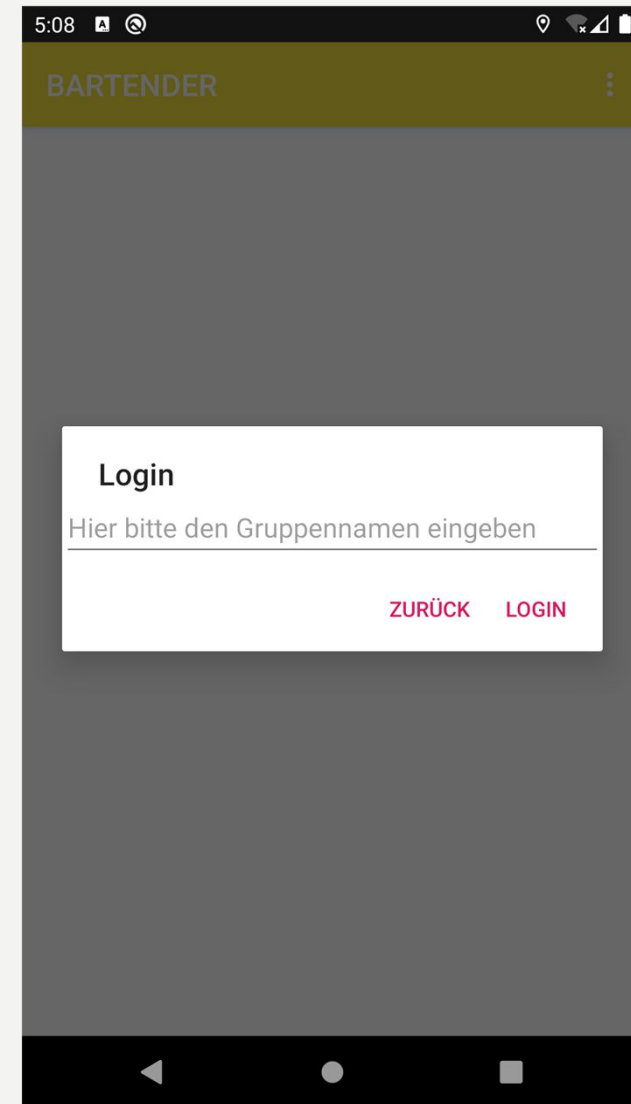 5:08
BARTENDER
Login
Hier bitte den Gruppennamen eingeben
ZURÜCK LOGIN